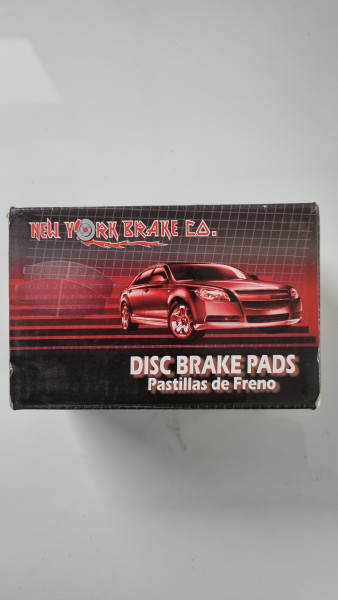 NEW YORK BRAKE CO.
DISC BRAKE PADS
Pastillas de Freno